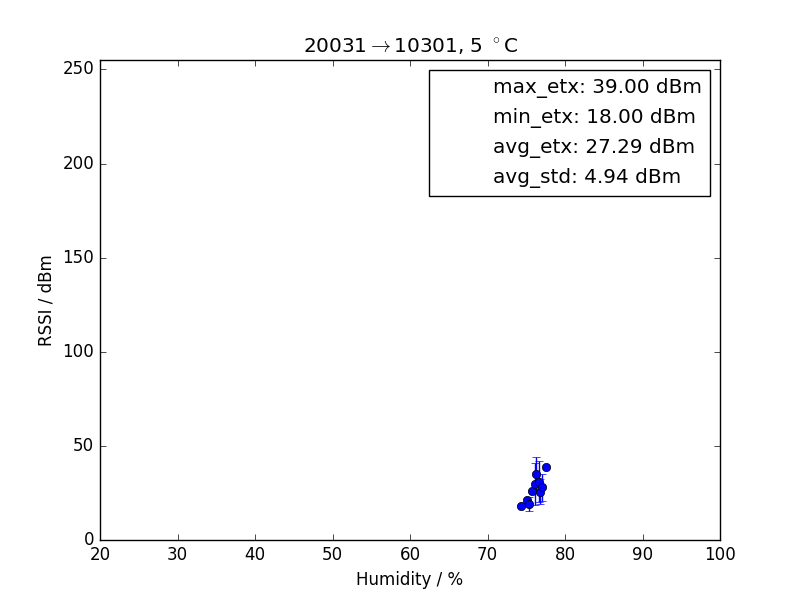 20031→10301, 5 °C
max_etx: 39.00 dBm
min_etx: 18.00 dBm
avg_etx: 27.29 dBm
avg_std: 4.94 dBm
RSSI / dBm
250
200
150
100
50
0
20 30 40 50 60 70 80 90 100
Humidity / %